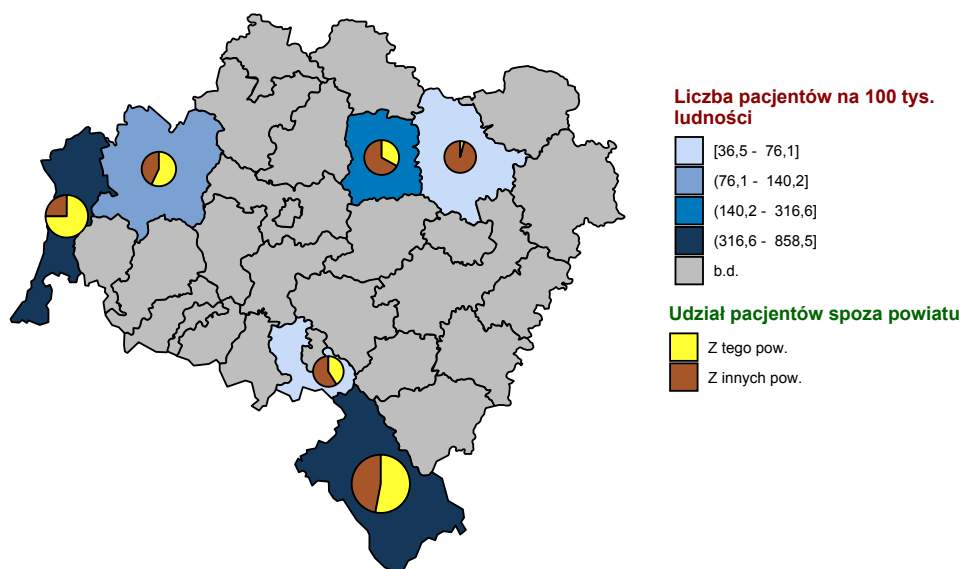 Liczba pacjentów na 100 tys.
ludności
[36,5 - 76,1]
(76,1 - 140,2]
(140,2 - 316,6]
(316,6 - 858,5]
b.d.
Udział pacjentów spoza powiatu
Z tego pow.
Z innych pow.